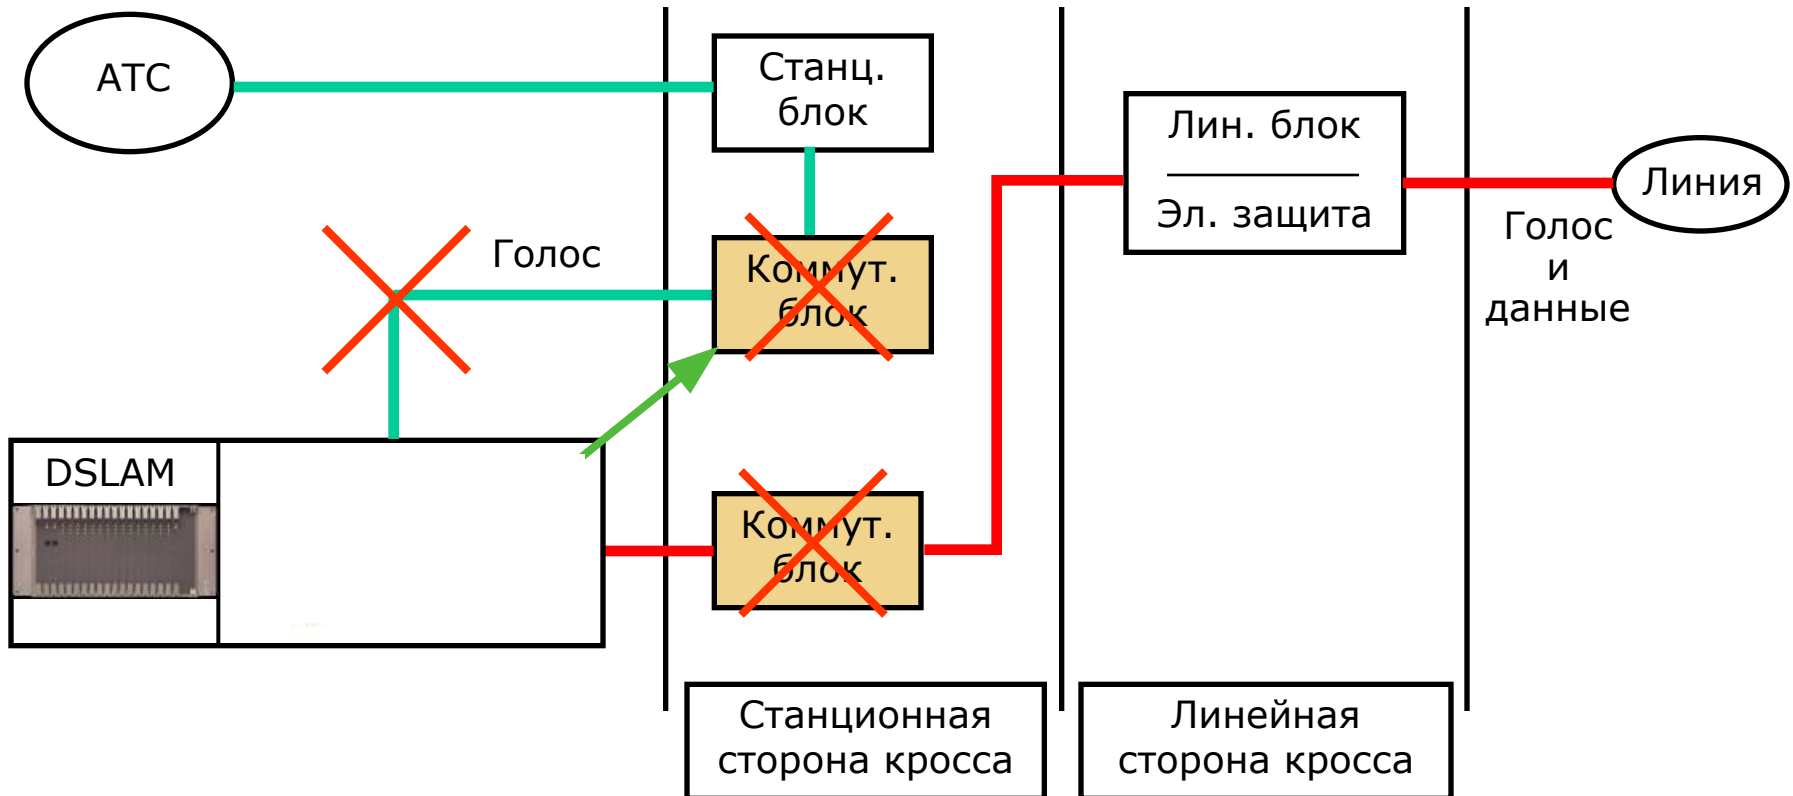 АТС
Станц.
блок
Лин. блок
Эл. защита
Линия
Голос
и
данные
Голос
Коммут.
блок
DSLAM
Коммут.
блок
Станционная
сторона кросса
Линейная
сторона кросса